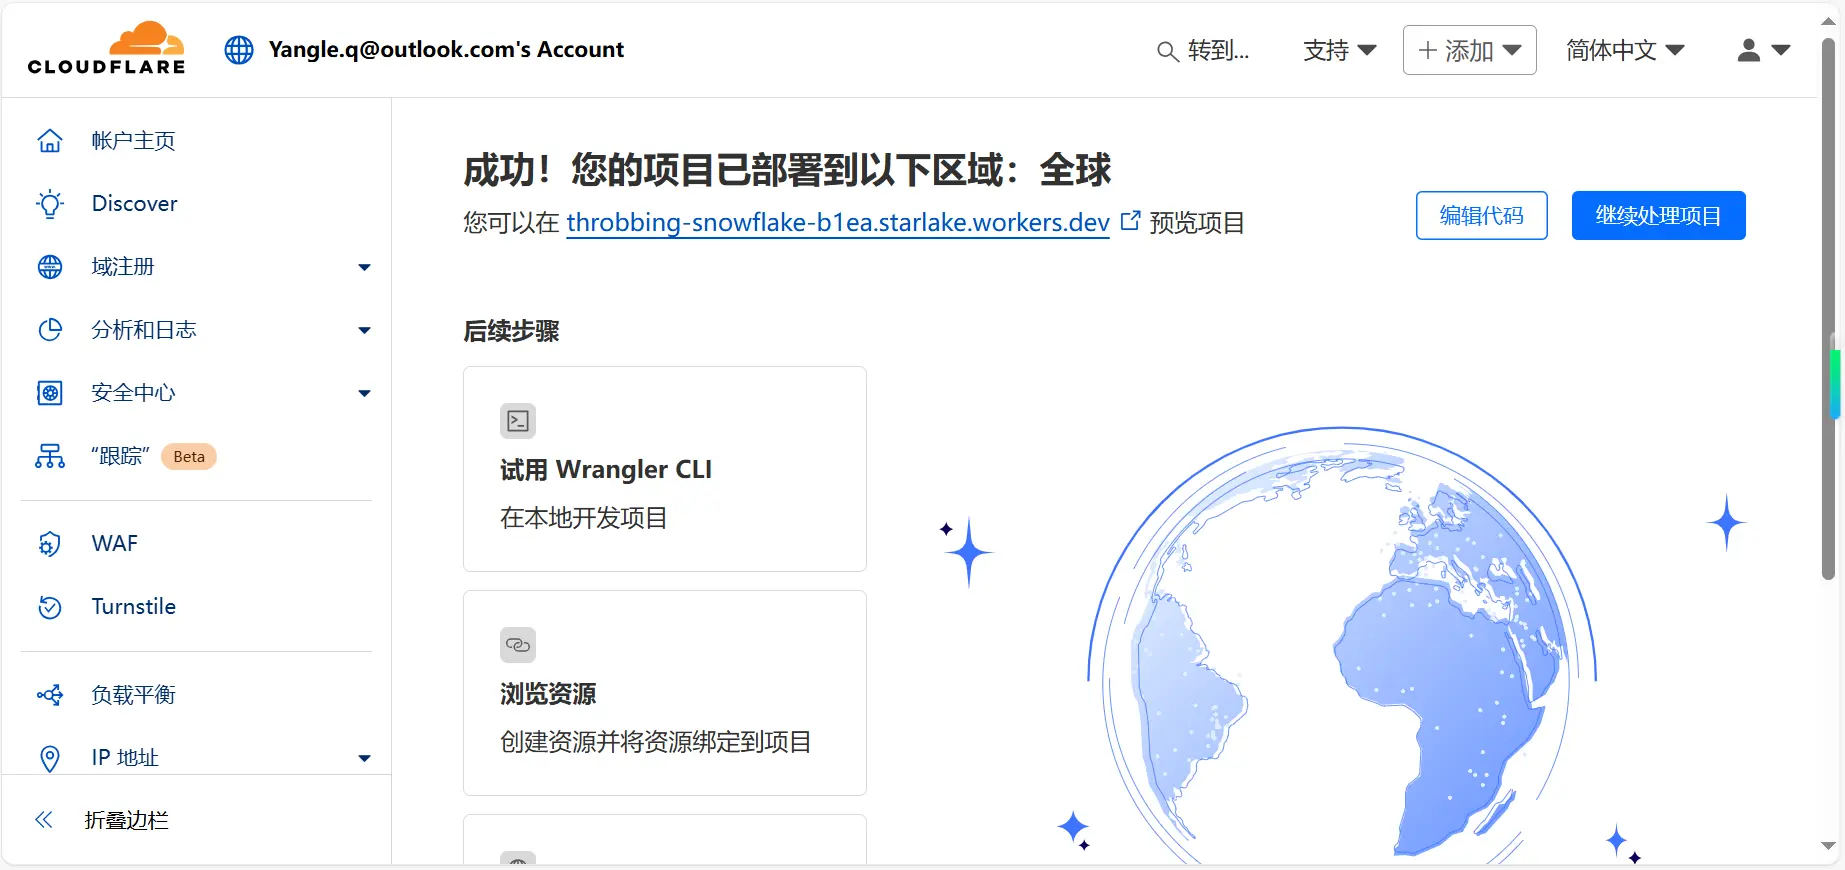 CLOUDFLARE
Yangle.q@outlook.com's Account
转到...
支持
添加
简体中文
帐户主页
Discover
域注册
分析和日志
安全中心
“跟踪” Beta
WAF
Turnstile
负载平衡
IP 地址
折叠边栏
成功！您的项目已部署到以下区域：全球
您可以在 throbbing-snowflake-b1ea.starlake.workers.dev 预览项目
编辑代码
继续处理项目
后续步骤
试用 Wrangler CLI
在本地开发项目
浏览资源
创建资源并将资源绑定到项目